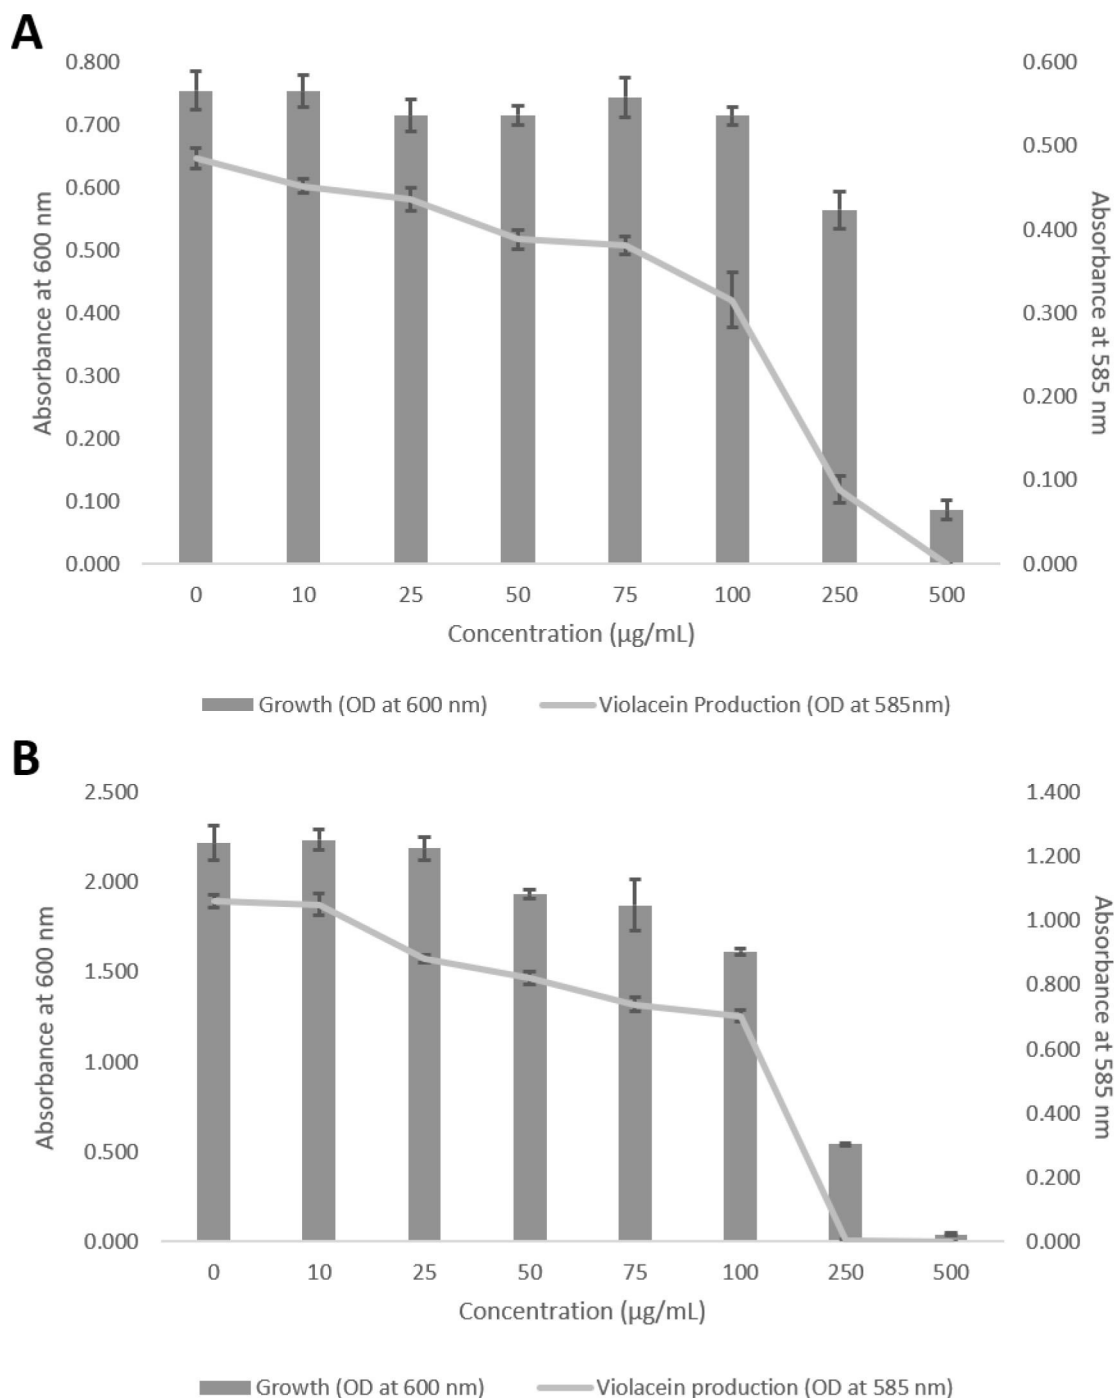 A
0.800
0.700
0.600
0.500
0.400
0.300
0.200
0.100
0.000
Absorbance at 600 nm
0.600
0.500
0.400
0.300
0.200
0.100
0.000
Absorbance at 585 nm
0 10 25 50 75 100 250 500
Concentration (µg/mL)
Growth (OD at 600 nm) Violacein Production (OD at 585nm)
B
2.500
2.000
1.500
1.000
0.500
0.000
Absorbance at 600 nm
1.400
1.200
1.000
0.800
0.600
0.400
0.200
0.000
Absorbance at 585 nm
0 10 25 50 75 100 250 500
Concentration (µg/mL)
Growth (OD at 600 nm) Violacein production (OD at 585 nm)